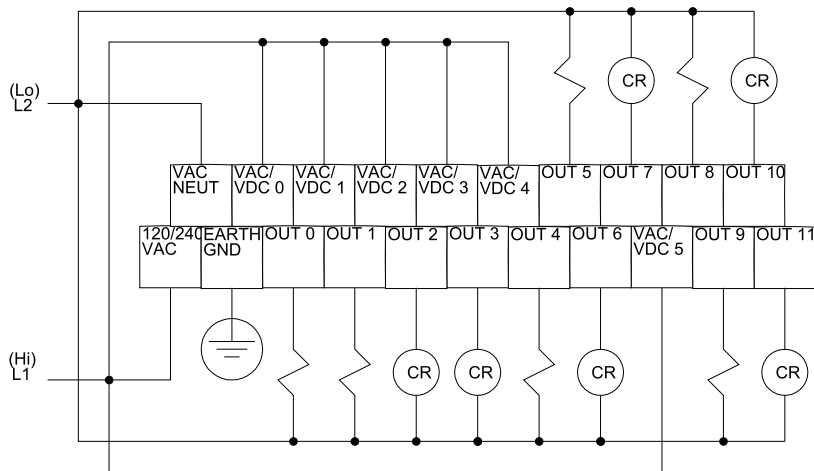 CR
CR
(Lo)
L2
VAC
NEUT
VAC/
VDC 0
VAC/
VDC 1
VAC/
VDC 2
VAC/
VDC 3
VAC/
VDC 4
OUT 5
OUT 7
OUT 8
OUT 10
120/240
VAC
EARTH
GND
OUT 0
OUT 1
OUT 2
OUT 3
OUT 4
OUT 6
VAC/
VDC 5
OUT 9
OUT 11
(Hi)
L1
CR
CR
CR
CR